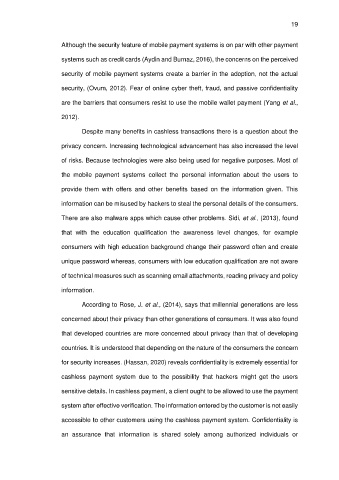 19
Although the security feature of mobile payment systems is on par with other payment
systems such as credit cards (Aydin and Burnaz, 2016), the concerns on the perceived
security of mobile payment systems create a barrier in the adoption, not the actual
security, (Ovum, 2012). Fear of online cyber theft, fraud, and passive confidentiality
are the barriers that consumers resist to use the mobile wallet payment (Yang et al.,
2012).
Despite many benefits in cashless transactions there is a question about the
privacy concern. Increasing technological advancement has also increased the level
of risks. Because technologies were also being used for negative purposes. Most of
the mobile payment systems collect the personal information about the users to
provide them with offers and other benefits based on the information given. This
information can be misused by hackers to steal the personal details of the consumers.
There are also malware apps which cause other problems. Sidi, et al., (2013), found
that with the education qualification the awareness level changes, for example
consumers with high education background change their password often and create
unique password whereas, consumers with low education qualification are not aware
of technical measures such as scanning email attachments, reading privacy and policy
information.
According to Rose, J. et al., (2014), says that millennial generations are less
concerned about their privacy than other generations of consumers. It was also found
that developed countries are more concerned about privacy than that of developing
countries. It is understood that depending on the nature of the consumers the concern
for security increases. (Hassan, 2020) reveals confidentiality is extremely essential for
cashless payment system due to the possibility that hackers might get the users
sensitive details. In cashless payment, a client ought to be allowed to use the payment
system after effective verification. The information entered by the customer is not easily
accessible to other customers using the cashless payment system. Confidentiality is
an assurance that information is shared solely among authorized individuals or